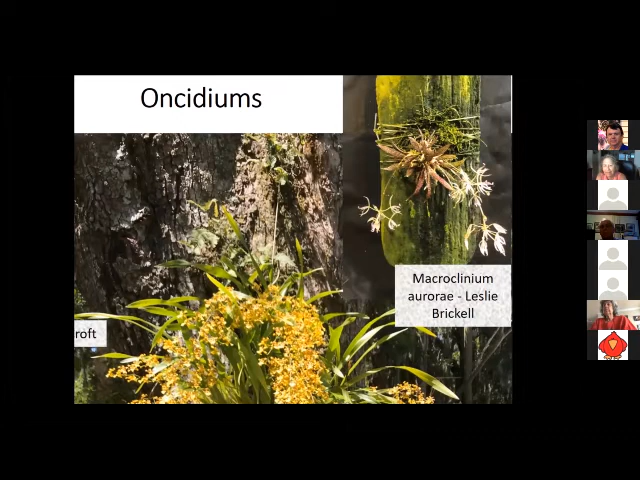 Oncidiums
Macroclinium
aurorae - Leslie
Brickell
roft